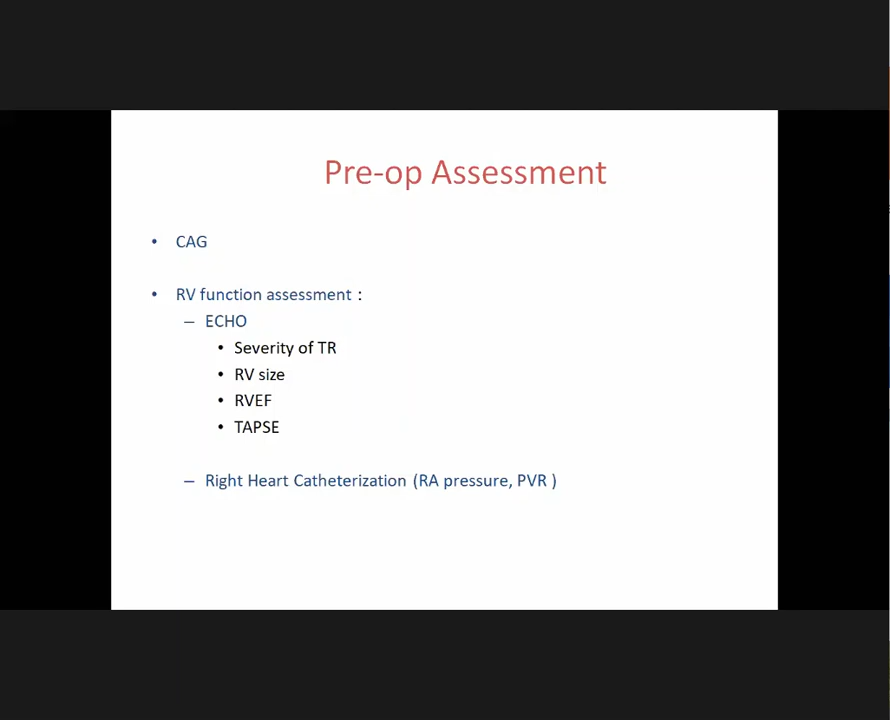 Pre-op Assessment
• CAG
• RV function assessment :
– ECHO
• Severity of TR
• RV size
• RVEF
• TAPSE
– Right Heart Catheterization (RA pressure, PVR )